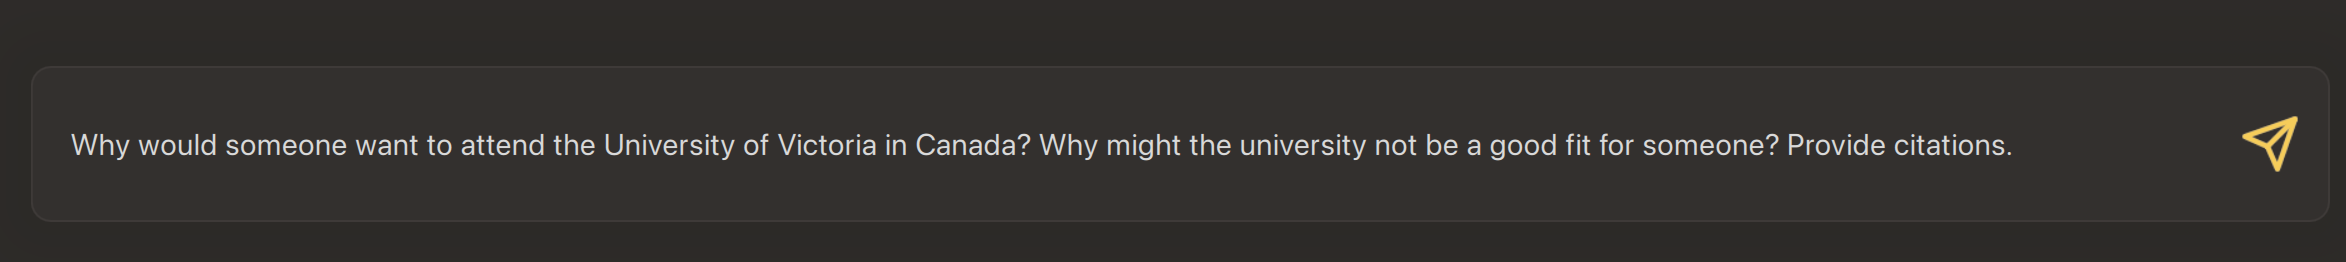 Why would someone want to attend the University of Victoria in Canada? Why might the university not be a good fit for someone? Provide citations.